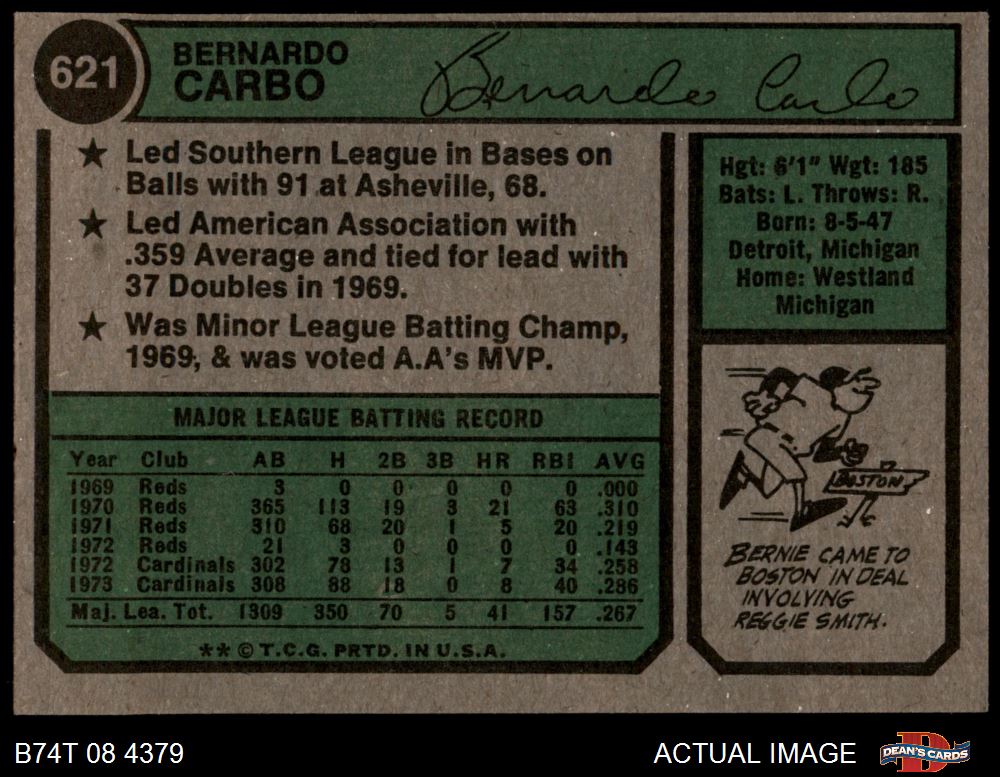 621
BERNARDO
CARBO
Bernardo Carbo
★ Led Southern League in Bases on
Balls with 91 at Asheville, 68.
★ Led American Association with
.359 Average and tied for lead with
37 Doubles in 1969.
★ Was Minor League Batting Champ,
1969, & was voted A.A's MVP.
Hgt: 6'1" Wgt: 185
Bats: L. Throws: R.
Born: 8-5-47
Detroit, Michigan
Home: Westland
Michigan
MAJOR LEAGUE BATTING RECORD
Year Club AB H 2B 3B HR RBI AVG
1969 Reds 3 0 0 0 0 0 .000
1970 Reds 365 113 19 3 21 63 .310
1971 Reds 310 68 20 1 5 20 .219
1972 Reds 21 3 0 0 0 0 .143
1972 Cardinals 302 78 13 1 7 34 .258
1973 Cardinals 308 88 18 0 8 40 .286
Maj. Lea. Tot. 1309 350 70 5 41 157 .267
** © T.C.G. PRTD. IN U.S.A.
BOSTON
BERNIE CAME TO
BOSTON IN DEAL
INVOLVING
REGGIE SMITH.
B74T 08 4379
ACTUAL IMAGE
D
DEAN'S CARDS